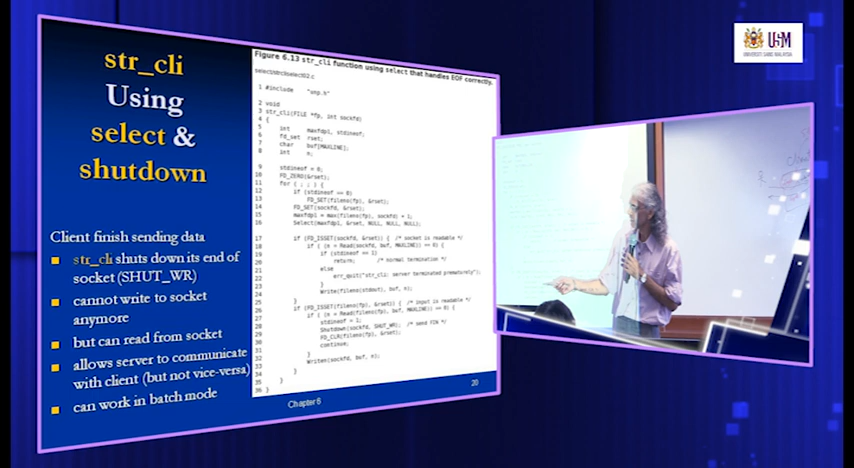 str_cli
Using
select &
shutdown
Client finish sending data
str_cli shuts down its end of
socket (SHUT_WR)
cannot write to socket
anymore
but can read from socket
allows server to communicate
with client (but not vice-versa)
can work in batch mode
Figure 6.13 str_cli function using select that handles EOF correctly.
select/strcliselect02.c
1 #include "unp.h"
2 void
3 str_cli(FILE *fp, int sockfd)
4 {
5 int maxfdp1, stdineof;
6 fd_set rset;
7 char buf[MAXLINE];
8 int n;
9 stdineof = 0;
10 FD_ZERO(&rset);
11 for ( ; ; ) {
12 if (stdineof == 0)
13 FD_SET(fileno(fp), &rset);
14 FD_SET(sockfd, &rset);
15 maxfdp1 = max(fileno(fp), sockfd) + 1;
16 Select(maxfdp1, &rset, NULL, NULL, NULL);
17 if (FD_ISSET(sockfd, &rset)) { /* socket is readable */
18 if ( (n = Read(sockfd, buf, MAXLINE)) == 0) {
19 if (stdineof == 1)
20 return; /* normal termination */
21 else
22 err_quit("str_cli: server terminated prematurely");
23 }
24 Write(fileno(stdout), buf, n);
25 }
26 if (FD_ISSET(fileno(fp), &rset)) { /* input is readable */
27 if ( (n = Read(fileno(fp), buf, MAXLINE)) == 0) {
28 stdineof = 1;
29 Shutdown(sockfd, SHUT_WR); /* send FIN */
30 FD_CLR(fileno(fp), &rset);
31 continue;
32 }
33 Writen(sockfd, buf, n);
34 }
35 }
36 }
Chapter 6
20
USM
UNIVERSITI SAINS MALAYSIA